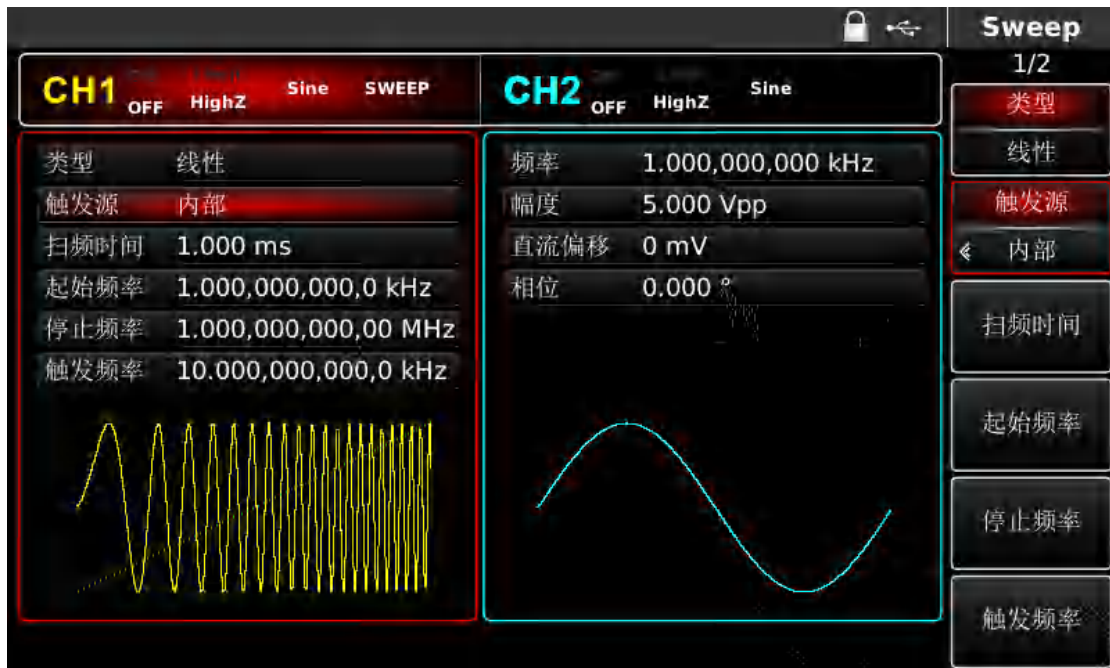 Sweep
1/2
CH1 OFF HighZ Sine SWEEP
CH2 OFF HighZ Sine
类型 线性
触发源 内部
扫频时间 1.000 ms
起始频率 1.000,000,000,0 kHz
停止频率 1.000,000,000,00 MHz
触发频率 10.000,000,000,0 kHz
频率 1.000,000,000 kHz
幅度 5.000 Vpp
直流偏移 0 mV
相位 0.000 °
类型
线性
触发源
内部
扫频时间
起始频率
停止频率
触发频率